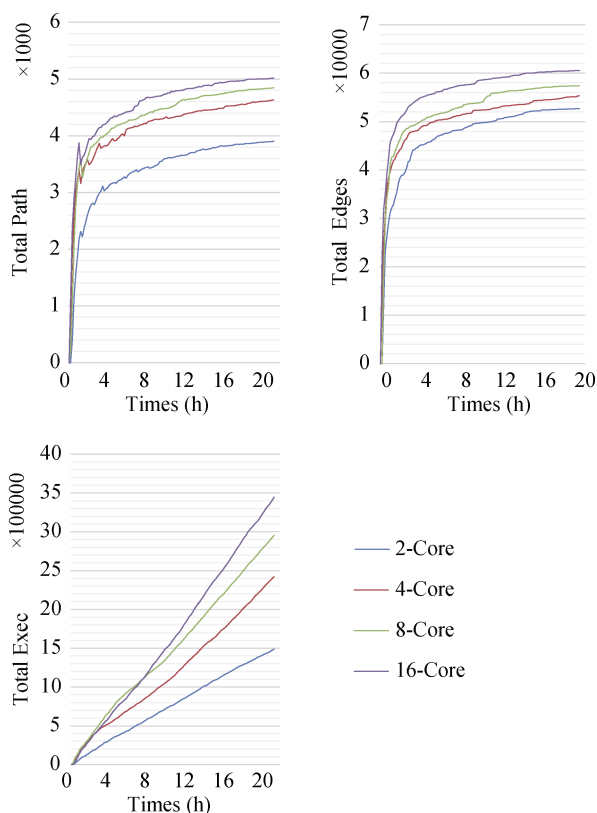 ×1000
Total Path
6
5
4
3
2
1
0
0 4 8 12 16 20
Times (h)
×10000
Total Edges
7
6
5
4
3
2
1
0
0 4 8 12 16 20
Times (h)
×100000
Total Exec
40
35
30
25
20
15
10
5
0
0 4 8 12 16 20
Times (h)
2-Core
4-Core
8-Core
16-Core